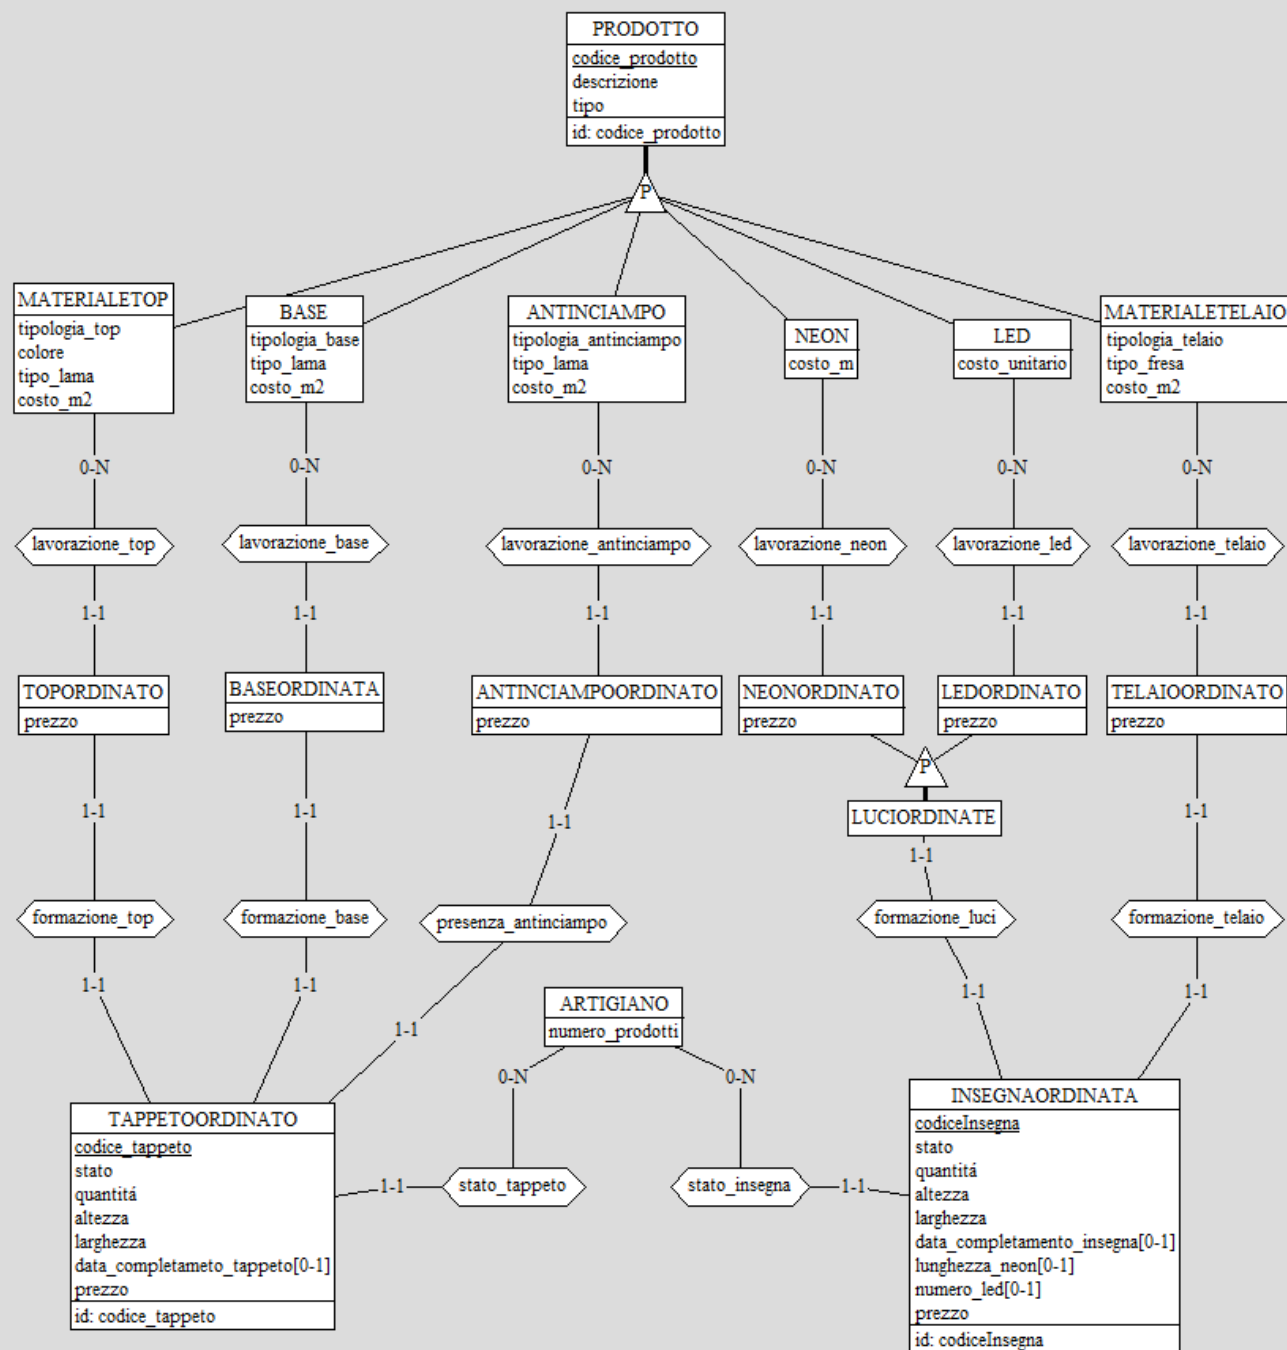 PRODOTTO
codice_prodotto
descrizione
tipo
id: codice_prodotto
P
MATERIALETOP
tipologia_top
colore
tipo_lama
costo_m2
BASE
tipologia_base
tipo_lama
costo_m2
ANTINCIAMPO
tipologia_antinciampo
tipo_lama
costo_m2
NEON
costo_m
LED
costo_unitario
MATERIALETELAIO
tipologia_telaio
tipo_fresa
costo_m2
0-N
0-N
0-N
0-N
0-N
0-N
lavorazione_top
lavorazione_base
lavorazione_antinciampo
lavorazione_neon
lavorazione_led
lavorazione_telaio
1-1
1-1
1-1
1-1
1-1
1-1
TOPORDINATO
prezzo
BASEORDINATA
prezzo
ANTINCIAMPOORDINATO
prezzo
NEONORDINATO
prezzo
LEDORDINATO
prezzo
TELAIOORDINATO
prezzo
P
LUCIORDINATE
1-1
1-1
1-1
1-1
1-1
formazione_top
formazione_base
presenza_antinciampo
formazione_luci
formazione_telaio
1-1
1-1
1-1
1-1
1-1
ARTIGIANO
numero_prodotti
0-N
0-N
stato_tappeto
stato_insegna
1-1
1-1
TAPPETOORDINATO
codice_tappeto
stato
quantitá
altezza
larghezza
data_completameto_tappeto[0-1]
prezzo
id: codice_tappeto
INSEGNAORDINATA
codiceInsegna
stato
quantitá
altezza
larghezza
data_completamento_insegna[0-1]
lunghezza_neon[0-1]
numero_led[0-1]
prezzo
id: codiceInsegna